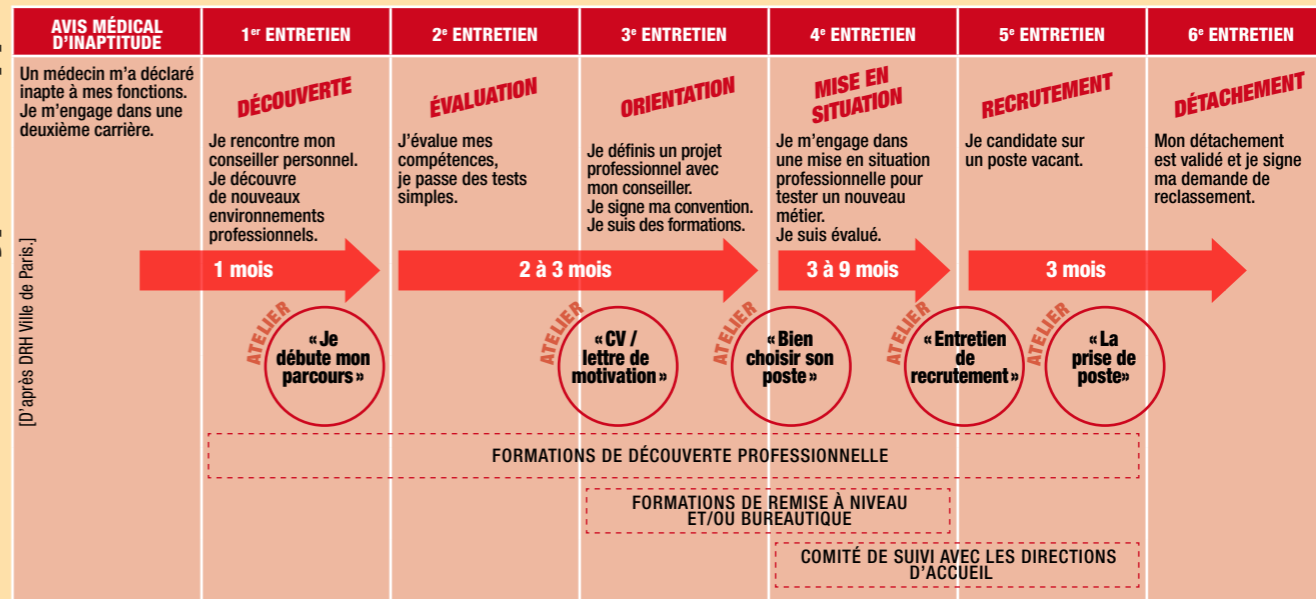 AVIS MÉDICAL
D'INAPTITUDE
1er ENTRETIEN
2e ENTRETIEN
3e ENTRETIEN
4e ENTRETIEN
5e ENTRETIEN
6e ENTRETIEN
Un médecin m'a déclaré
inapte à mes fonctions.
Je m'engage dans une
deuxième carrière.
DÉCOUVERTE
Je rencontre mon
conseiller personnel.
Je découvre
de nouveaux
environnements
professionnels.
ÉVALUATION
J'évalue mes
compétences,
je passe des tests
simples.
ORIENTATION
Je définis un projet
professionnel avec
mon conseiller.
Je signe ma convention.
Je suis des formations.
MISE EN
SITUATION
Je m'engage dans
une mise en situation
professionnelle pour
tester un nouveau
métier.
Je suis évalué.
RECRUTEMENT
Je candidate sur
un poste vacant.
DÉTACHEMENT
Mon détachement
est validé et je signe
ma demande de
reclassement.
1 mois
2 à 3 mois
3 à 9 mois
3 mois
ATELIER
« Je
débute mon
parcours »
ATELIER
« CV /
lettre de
motivation »
ATELIER
« Bien
choisir son
poste »
ATELIER
« Entretien
de
recrutement »
ATELIER
« La
prise de
poste»
FORMATIONS DE DÉCOUVERTE PROFESSIONNELLE
FORMATIONS DE REMISE À NIVEAU
ET/OU BUREAUTIQUE
COMITÉ DE SUIVI AVEC LES DIRECTIONS
D'ACCUEIL
[D'après DRH Ville de Paris.]